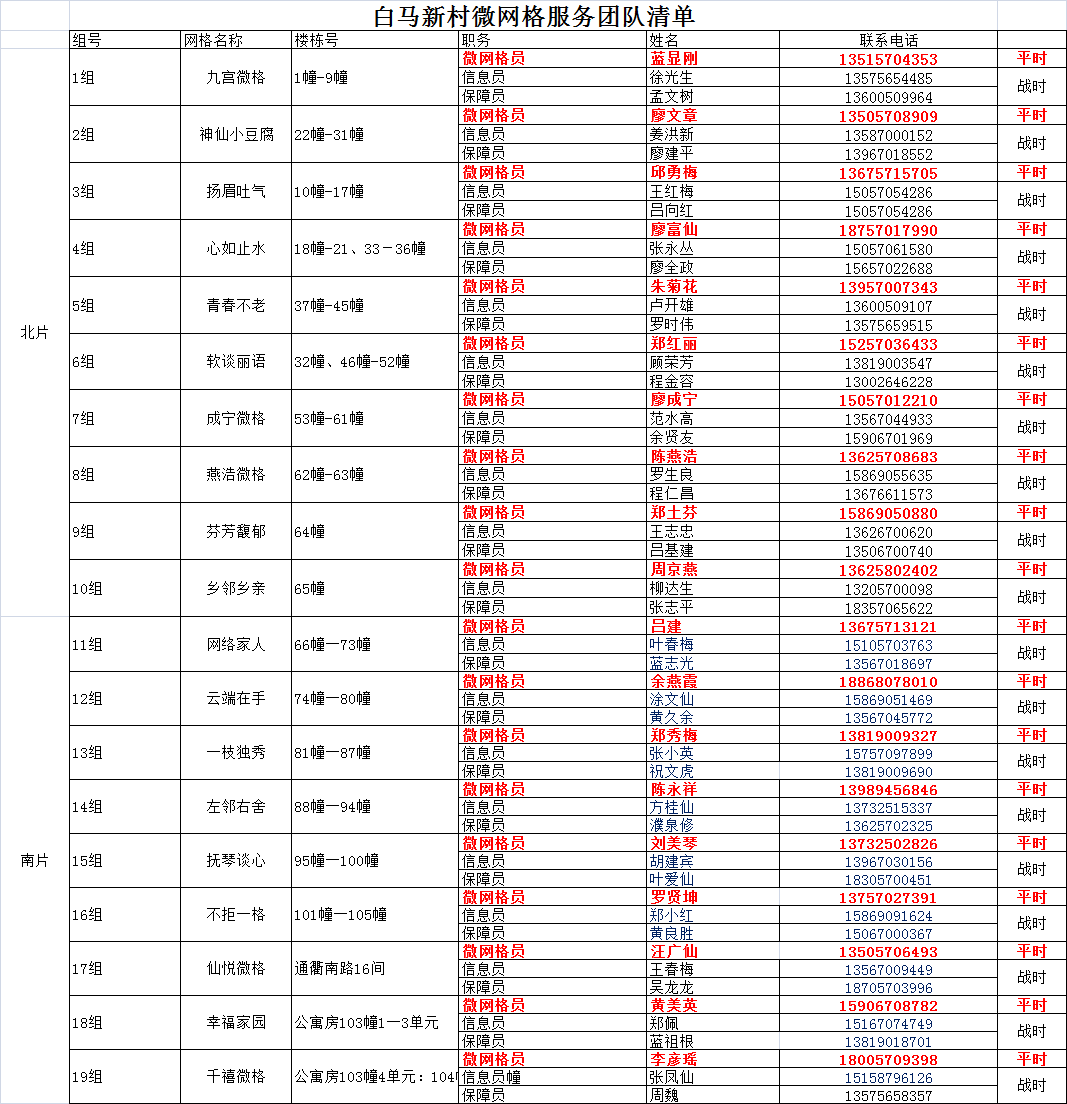 白马新村微网格服务团队清单
组号 网格名称 楼栋号 职务 姓名 联系电话
北片
1组 九宫微格 1幢-9幢 微网格员 蓝显刚 13515704353 平时
信息员 徐光生 13575654485 战时
保障员 孟文树 13600509964
2组 神仙小豆腐 22幢-31幢 微网格员 廖文章 13505708909 平时
信息员 姜洪新 13587000152 战时
保障员 廖建平 13967018552
3组 扬眉吐气 10幢-17幢 微网格员 邱勇梅 13675715705 平时
信息员 王红梅 15057054286 战时
保障员 吕向红 15057054286
4组 心如止水 18幢-21、33－36幢 微网格员 廖富仙 18757017990 平时
信息员 张永丛 15057061580 战时
保障员 廖全政 15657022688
5组 青春不老 37幢-45幢 微网格员 朱菊花 13957007343 平时
信息员 卢开雄 13600509107 战时
保障员 罗时伟 13575659515
6组 软谈丽语 32幢、46幢-52幢 微网格员 郑红丽 15257036433 平时
信息员 顾荣芳 13819003547 战时
保障员 程金容 13002646228
7组 成宁微格 53幢-61幢 微网格员 廖成宁 15057012210 平时
信息员 范水高 13567044933 战时
保障员 余贤友 15906701969
8组 燕浩微格 62幢-63幢 微网格员 陈燕浩 13625708683 平时
信息员 罗生良 15869055635 战时
保障员 程仁昌 13676611573
9组 芬芳馥郁 64幢 微网格员 郑土芬 15869050880 平时
信息员 王志忠 13626700620 战时
保障员 吕基建 13506700740
10组 乡邻乡亲 65幢 微网格员 周京燕 13625802402 平时
信息员 柳达生 13205700098 战时
保障员 张志平 18357065622
南片
11组 网络家人 66幢一73幢 微网格员 吕建 13675713121 平时
信息员 叶春梅 15105703763 战时
保障员 蓝志光 13567018697
12组 云端在手 74幢一80幢 微网格员 余燕霞 18868078010 平时
信息员 涂文仙 15869051469 战时
保障员 黄久余 13567045772
13组 一枝独秀 81幢一87幢 微网格员 郑秀梅 13819009327 平时
信息员 张小英 15757097899 战时
保障员 祝文虎 13819009690
14组 左邻右舍 88幢一94幢 微网格员 陈永祥 13989456846 平时
信息员 方桂仙 13732515337 战时
保障员 濮泉修 13625702325
15组 抚琴谈心 95幢一100幢 微网格员 刘美琴 13732502826 平时
信息员 胡建宾 13967030156 战时
保障员 叶爱仙 18305700451
16组 不拒一格 101幢一105幢 微网格员 罗贤坤 13757027391 平时
信息员 郑小红 15869091624 战时
保障员 黄良胜 15067000367
17组 仙悦微格 通衢南路16间 微网格员 汪广仙 13505706493 平时
信息员 王春梅 13567009449 战时
保障员 吴龙龙 18705703996
18组 幸福家园 公寓房103幢1一3单元 微网格员 黄美英 15906708782 平时
信息员 郑佩 15167074749 战时
保障员 蓝祖根 13819018701
19组 千禧微格 公寓房103幢4单元：104 微网格员 李彦瑶 18005709398 平时
信息员幢 张凤仙 15158796126 战时
保障员 周魏 13575658357